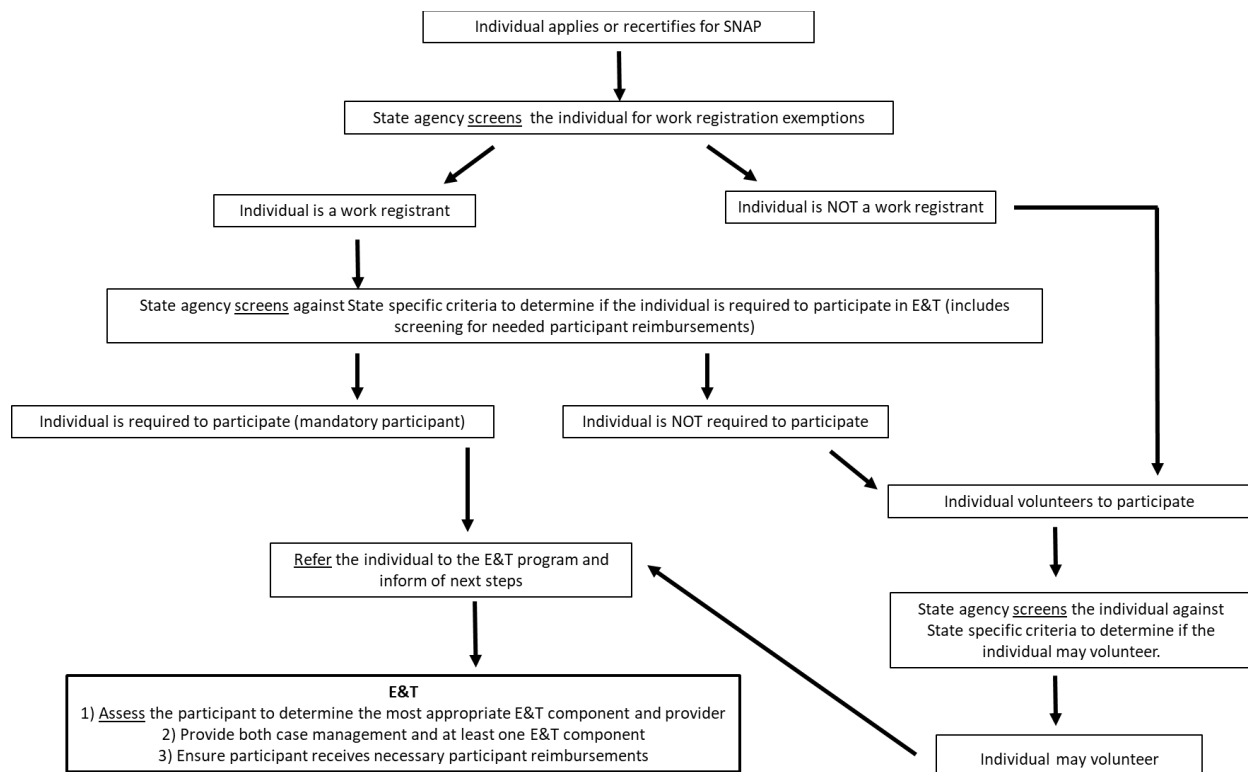 Individual applies or recertifies for SNAP
State agency screens the individual for work registration exemptions
Individual is a work registrant
Individual is NOT a work registrant
State agency screens against State specific criteria to determine if the individual is required to participate in E&T (includes
screening for needed participant reimbursements)
Individual is required to participate (mandatory participant)
Individual is NOT required to participate
Individual volunteers to participate
Refer the individual to the E&T program and
inform of next steps
State agency screens the individual against
State specific criteria to determine if the
individual may volunteer.
E&T
1) Assess the participant to determine the most appropriate E&T component and provider
2) Provide both case management and at least one E&T component
3) Ensure participant receives necessary participant reimbursements
Individual may volunteer